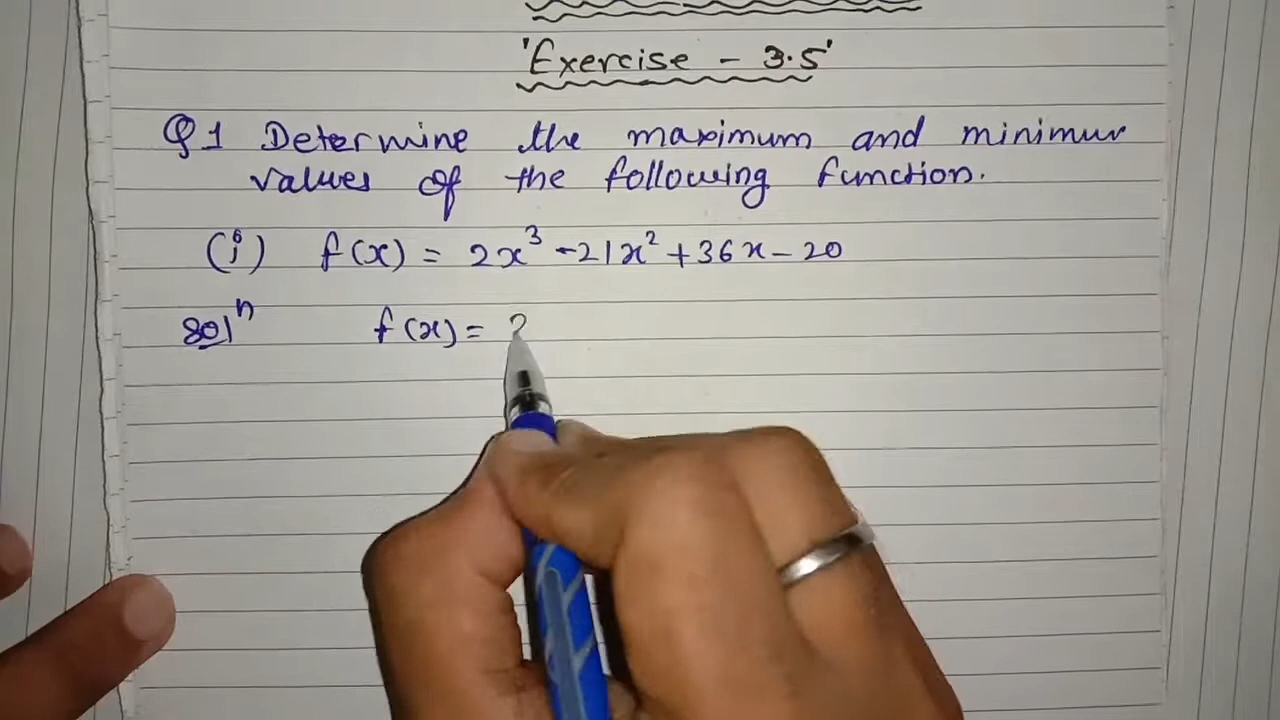 'Exercise - 3.5'
Q1 Determine the maximum and minimum
values of the following function.
(i) f(x) = 2x³ -21x² +36x - 20
Solⁿ f(x) = 2